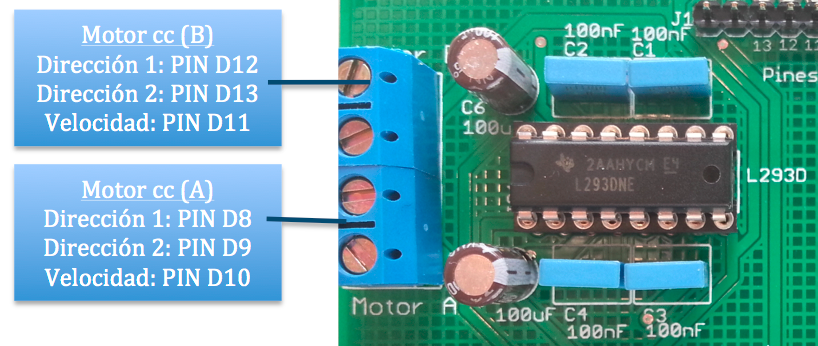 Motor cc (B)
Dirección 1: PIN D12
Dirección 2: PIN D13
Velocidad: PIN D11
Motor cc (A)
Dirección 1: PIN D8
Dirección 2: PIN D9
Velocidad: PIN D10
100nF 100nF
C2 C1
J1
13 12
Pines
C6
100u
2AAHYCM E4
L293DNE
L293D
Motor A
100uF
C4
100nF
100nF